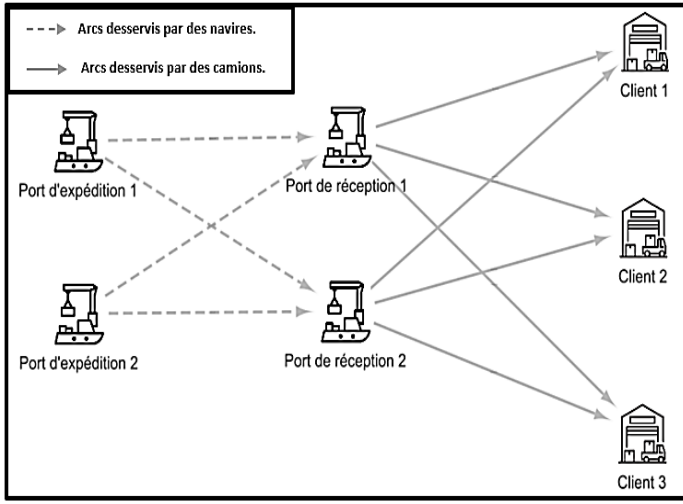 Arcs desservis par des navires.
Arcs desservis par des camions.
Client 1
Port d'expédition 1
Port de réception 1
Client 2
Port d'expédition 2
Port de réception 2
Client 3